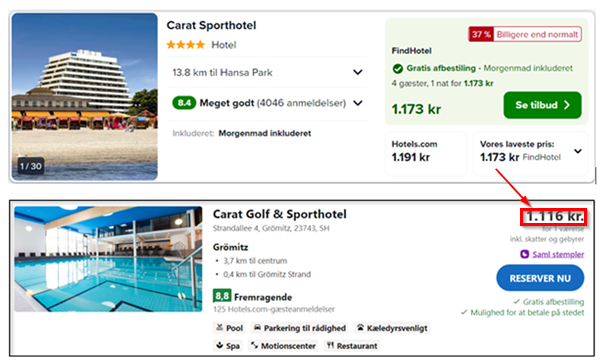 Carat Sporthotel
Hotel
13.8 km til Hansa Park
8.4 Meget godt (4046 anmeldelser)
Inkluderet: Morgenmad inkluderet
1 / 30
37 % Billigere end normalt
FindHotel
Gratis afbestilling • Morgenmad inkluderet
4 gæster, 1 nat for 1.173 kr
1.173 kr
Se tilbud
Hotels.com
1.191 kr
Vores laveste pris:
1.173 kr FindHotel
Carat Golf & Sporthotel
Strandallee 4, Grömitz, 23743, SH
Grömitz
• 3,7 km til centrum
• 0,4 km til Grömitz Strand
8,8 Fremragende
125 Hotels.com-gæsteanmeldelser
Pool Parkering til rådighed Kæledyrsvenligt
Spa Motionscenter Restaurant
1.116 kr.
for 1 værelse
inkl. skatter og gebyrer
Saml stempler
RESERVER NU
Gratis afbestilling
Mulighed for at betale på stedet